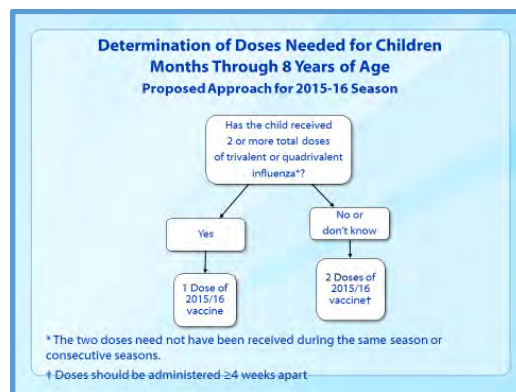 Determination of Doses Needed for Children
Months Through 8 Years of Age
Proposed Approach for 2015-16 Season
Has the child received
2 or more total doses
of trivalent or quadrivalent
influenza*?
Yes
No or
don't know
1 Dose of
2015/16
vaccine
2 Doses of
2015/16
vaccine†
* The two doses need not have been received during the same season or
consecutive seasons.
† Doses should be administered ≥4 weeks apart